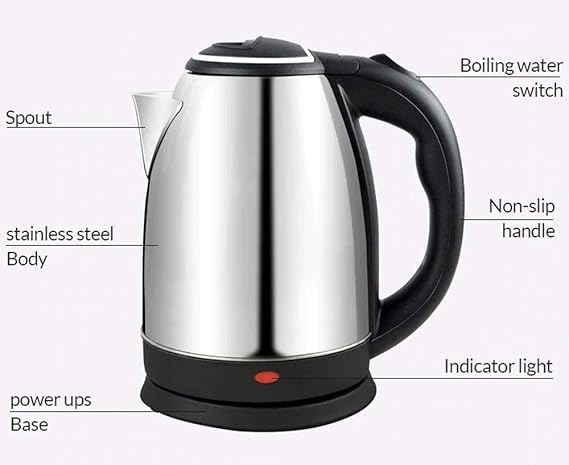 Boiling water
switch
Spout
Non-slip
handle
stainless steel
Body
Indicator light
power ups
Base